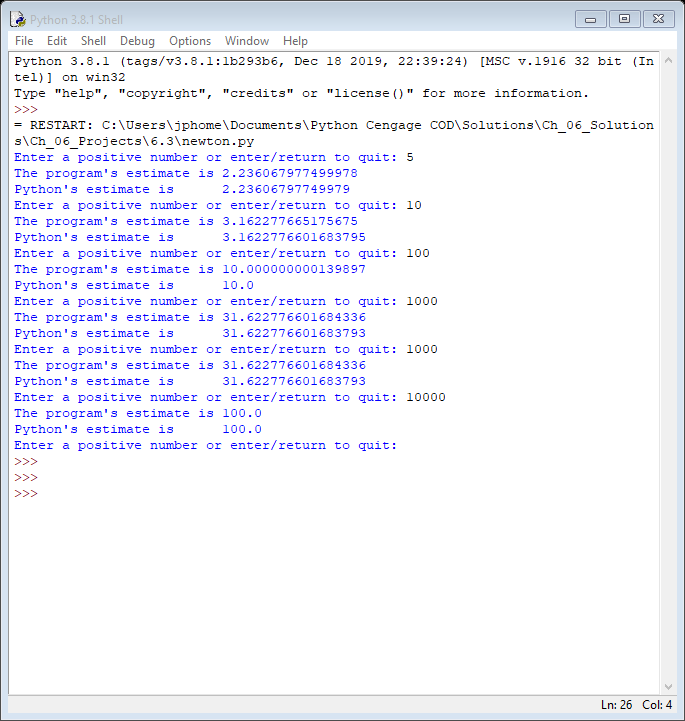 Python 3.8.1 Shell
File Edit Shell Debug Options Window Help
Python 3.8.1 (tags/v3.8.1:1b293b6, Dec 18 2019, 22:39:24) [MSC v.1916 32 bit (In
tel)] on win32
Type "help", "copyright", "credits" or "license()" for more information.
>>>
= RESTART: C:\Users\jphome\Documents\Python Cengage COD\Solutions\Ch_06_Solution
s\Ch_06_Projects\6.3\newton.py
Enter a positive number or enter/return to quit: 5
The program's estimate is 2.236067977499978
Python's estimate is      2.23606797749979
Enter a positive number or enter/return to quit: 10
The program's estimate is 3.162277665175675
Python's estimate is      3.1622776601683795
Enter a positive number or enter/return to quit: 100
The program's estimate is 10.000000000139897
Python's estimate is      10.0
Enter a positive number or enter/return to quit: 1000
The program's estimate is 31.622776601684336
Python's estimate is      31.622776601683793
Enter a positive number or enter/return to quit: 1000
The program's estimate is 31.622776601684336
Python's estimate is      31.622776601683793
Enter a positive number or enter/return to quit: 10000
The program's estimate is 100.0
Python's estimate is      100.0
Enter a positive number or enter/return to quit:
>>>
>>>
>>>
Ln: 26 Col: 4